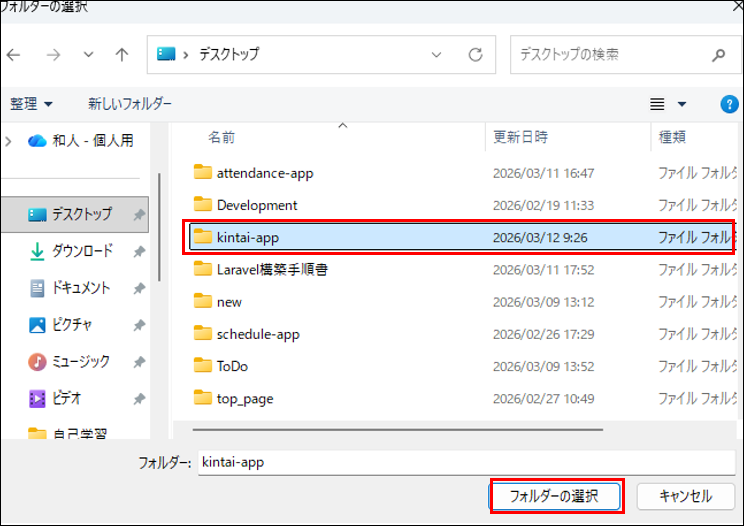 フォルダーの選択
デスクトップ
デスクトップの検索
整理
新しいフォルダー
和人 - 個人用
デスクトップ
ダウンロード
ドキュメント
ピクチャ
ミュージック
ビデオ
自己学習
名前 更新日時 種類
attendance-app 2026/03/11 16:47 ファイル フォルダ
Development 2026/02/19 11:33 ファイル フォルダ
kintai-app 2026/03/12 9:26 ファイル フォルダ
Laravel構築手順書 2026/03/11 17:52 ファイル フォルダ
new 2026/03/09 13:12 ファイル フォルダ
schedule-app 2026/02/26 17:29 ファイル フォルダ
ToDo 2026/03/09 13:52 ファイル フォルダ
top_page 2026/02/27 10:49 ファイル フォルダ
フォルダー: kintai-app
フォルダーの選択 キャンセル